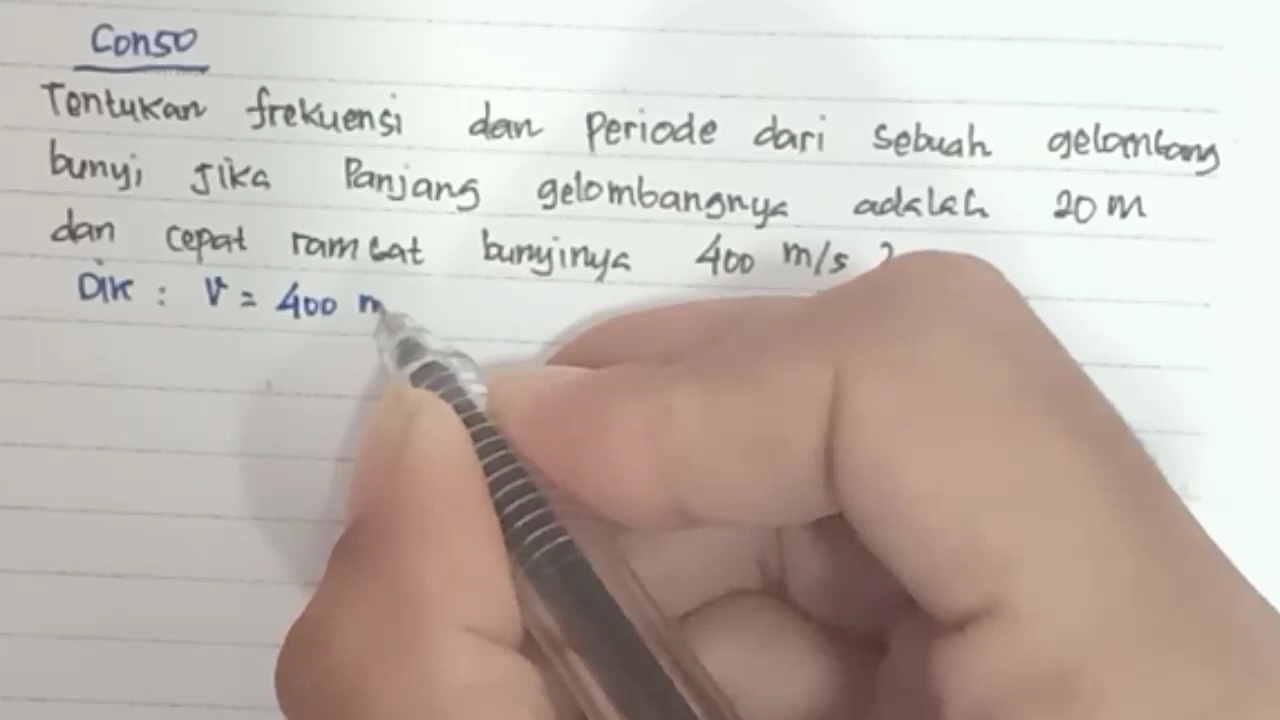 Conso
Tentukan frekuensi dan Periode dari sebuah gelombang
bunyi Jika Panjang gelombangnya adalah 20 m
dan cepat rambat bunyinya 400 m/s ?
Dik : V = 400 m